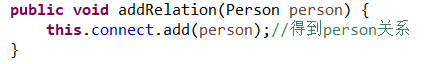 public void addRelation(Person person) {
    this.connect.add(person);//得到person关系
}